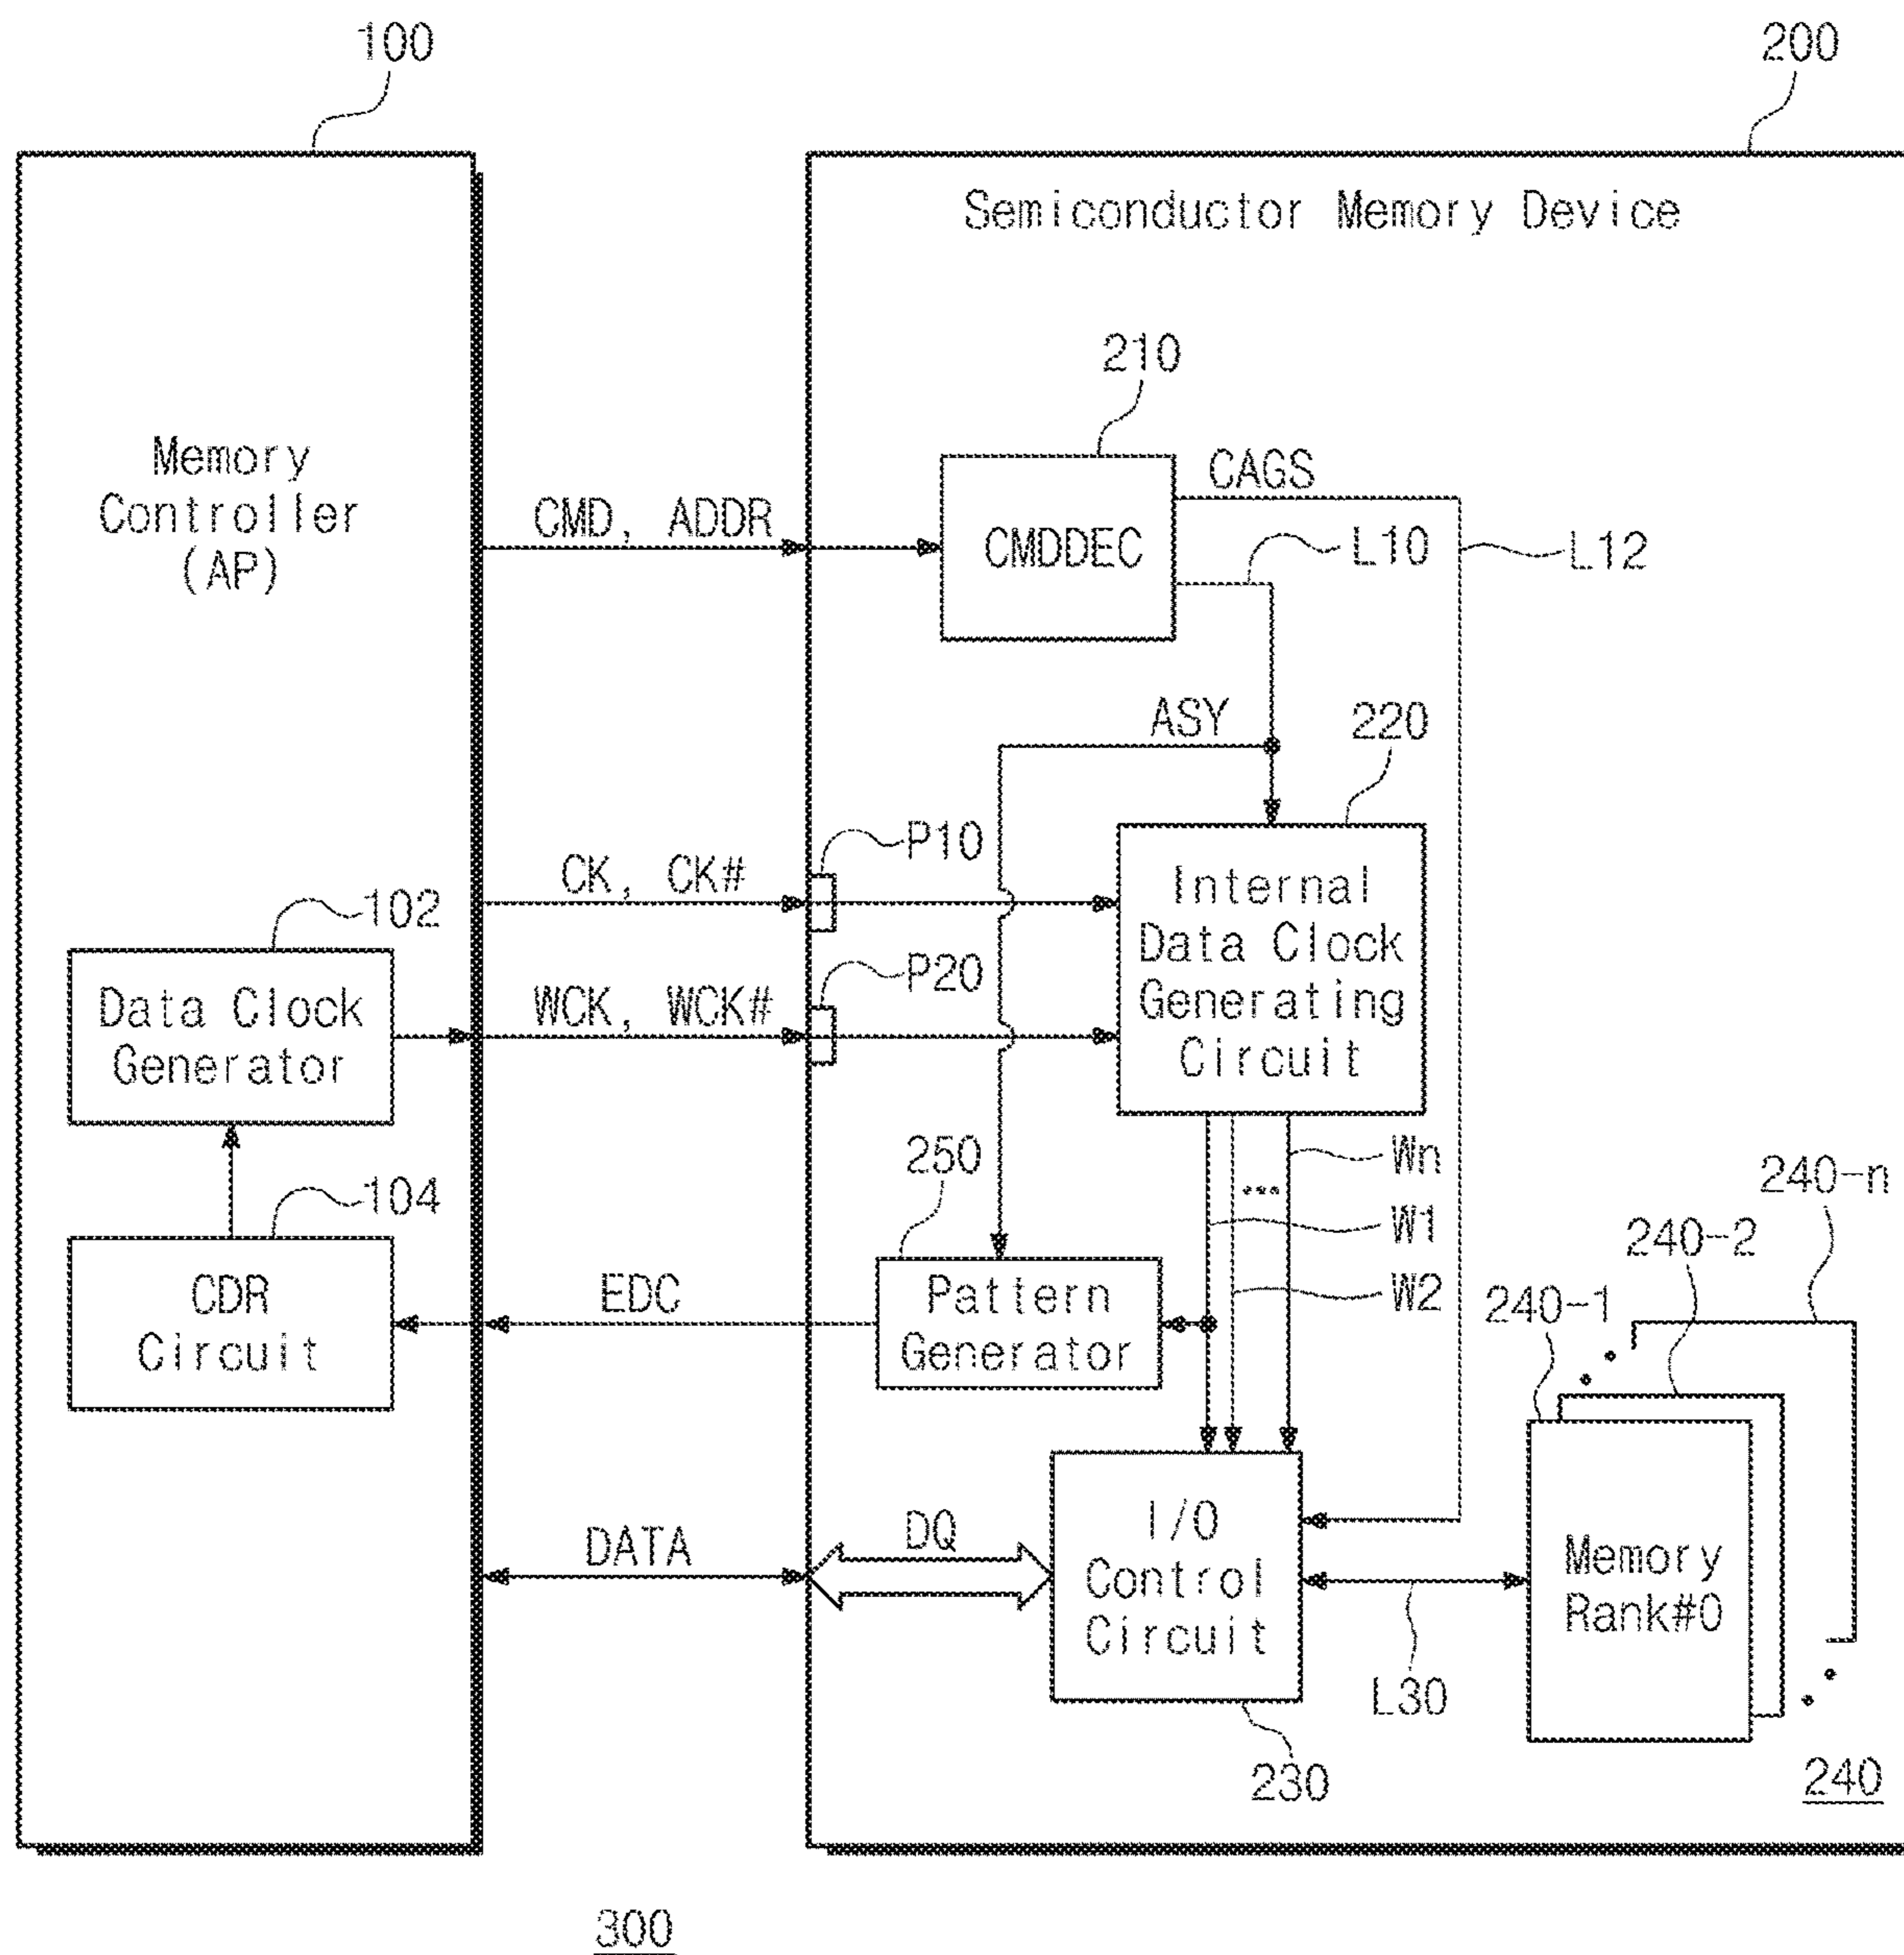 100
200
Semiconductor Memory Device
Memory
Controller
(AP)
210
CAGS
CMD, ADDR
CMDDEC
L10
L12
ASY
220
P10
CK, CK#
Internal
Data Clock
Generating
Circuit
102
P20
Data Clock
Generator
WCK, WCK#
250
Wn
...
240-n
104
W1
240-2
CDR
Circuit
EDC
Pattern
Generator
W2
240-1
DATA
DQ
I/O
Control
Circuit
Memory
Rank#0
L30
230
240
300